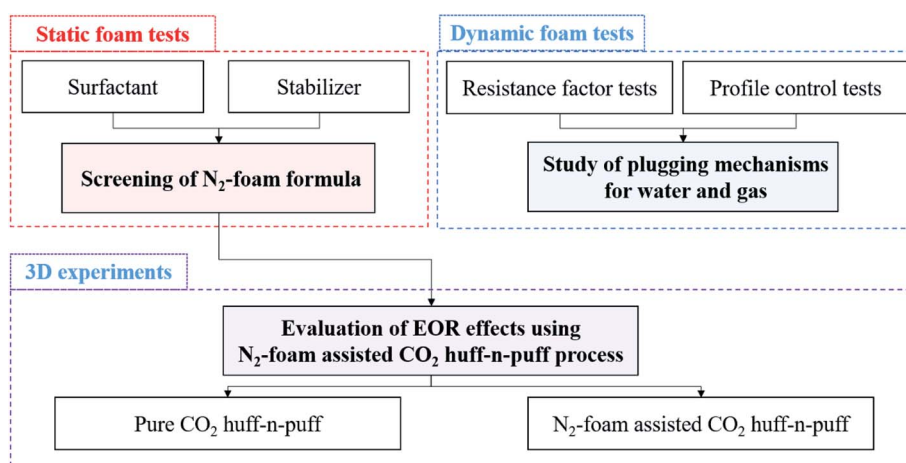 Static foam tests
Surfactant
Stabilizer
Screening of N₂-foam formula
Dynamic foam tests
Resistance factor tests
Profile control tests
Study of plugging mechanisms
for water and gas
3D experiments
Evaluation of EOR effects using
N₂-foam assisted CO₂ huff-n-puff process
Pure CO₂ huff-n-puff
N₂-foam assisted CO₂ huff-n-puff